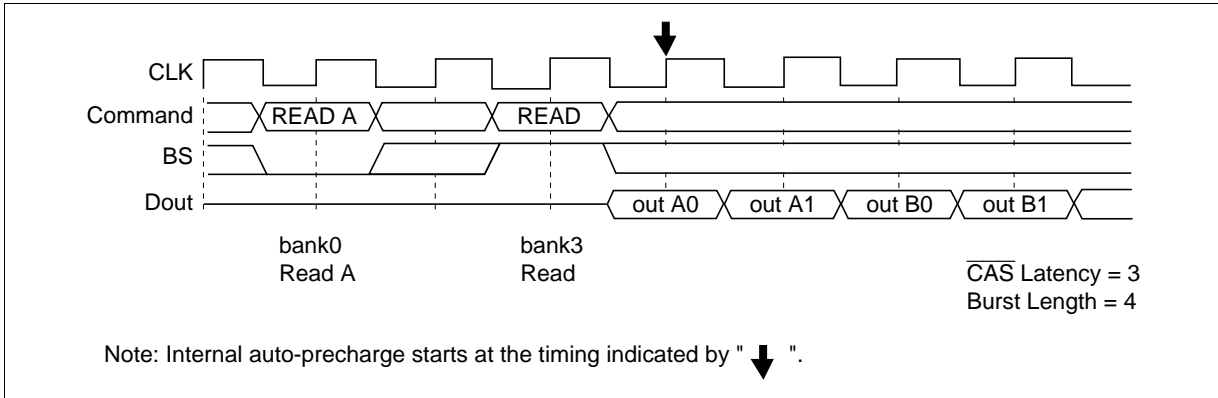 CLK
Command READ A READ
BS
Dout out A0 out A1 out B0 out B1
bank0 bank3
Read A Read
CAS Latency = 3
Burst Length = 4
Note: Internal auto-precharge starts at the timing indicated by " ".